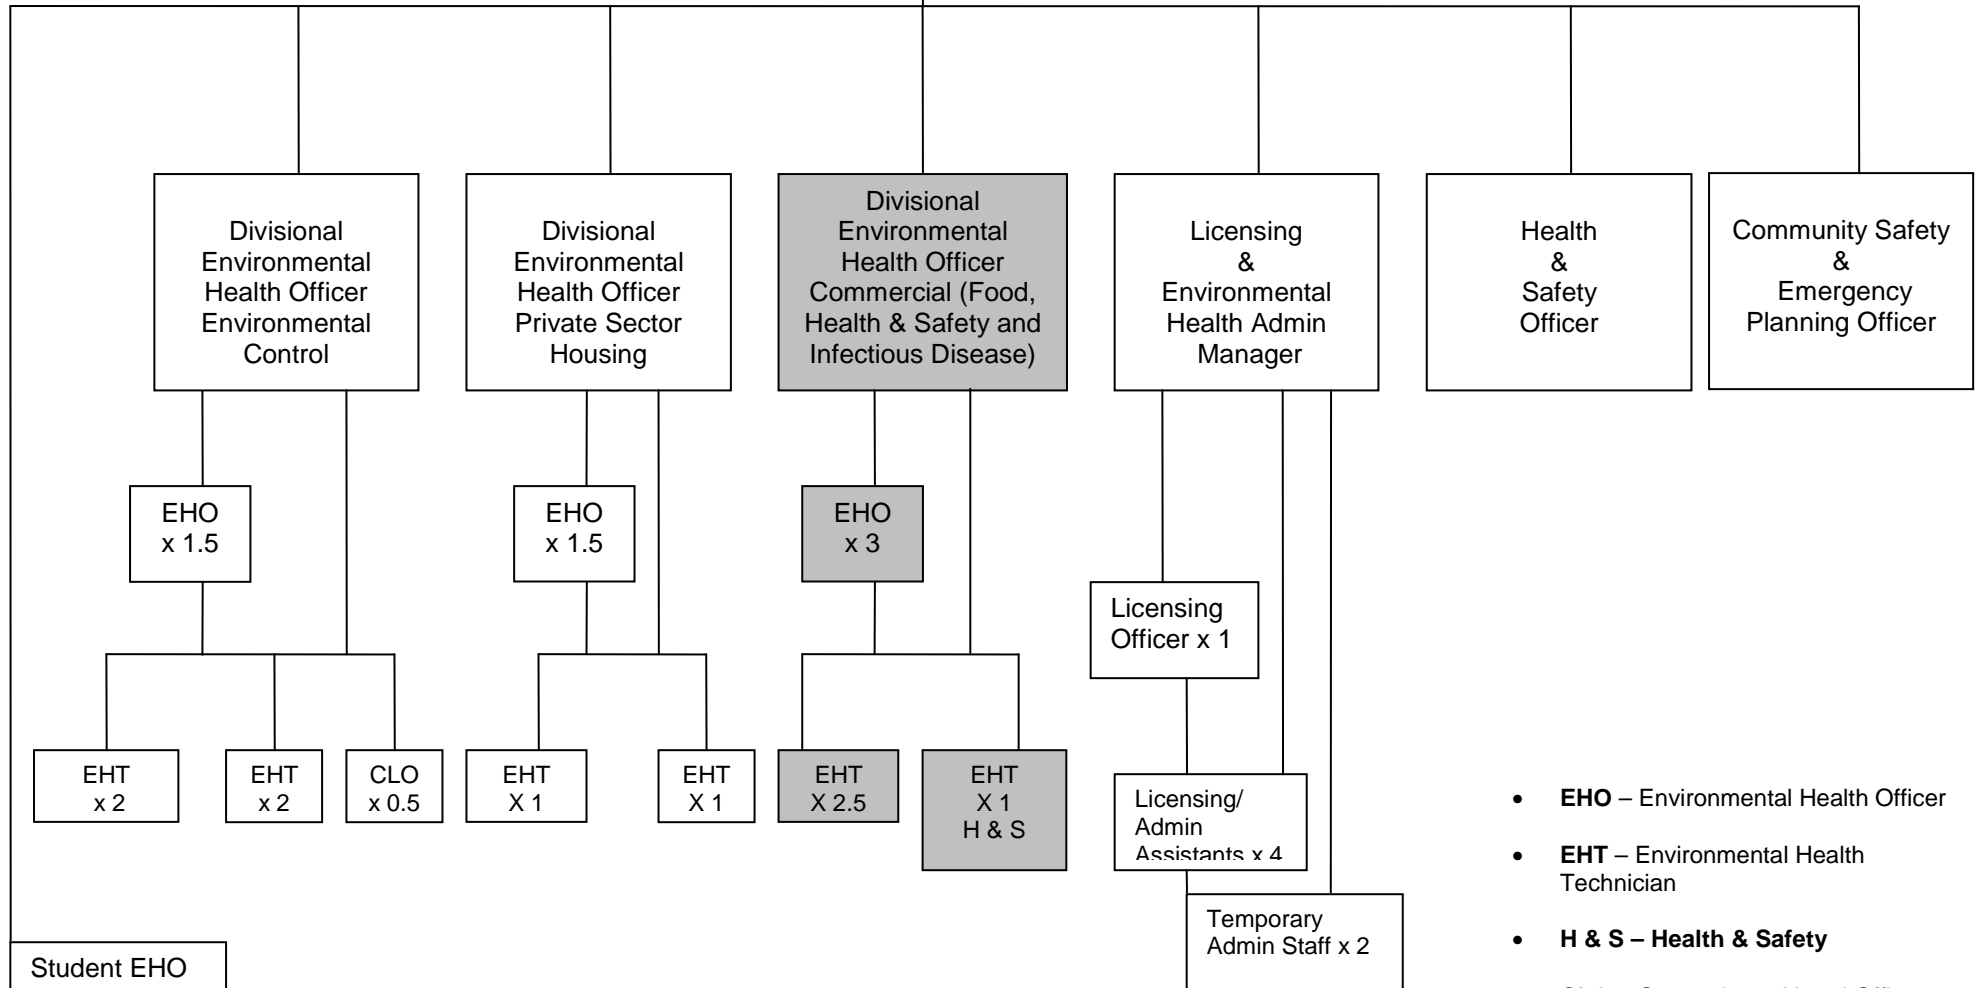 Divisional
Environmental
Health Officer
Environmental
Control
Divisional
Environmental
Health Officer
Private Sector
Housing
Divisional
Environmental
Health Officer
Commercial (Food,
Health & Safety and
Infectious Disease)
Licensing
&
Environmental
Health Admin
Manager
Health
&
Safety
Officer
Community Safety
&
Emergency
Planning Officer
EHO
x 1.5
EHO
x 1.5
EHO
x 3
Licensing
Officer x 1
EHT
x 2
EHT
x 2
CLO
x 0.5
EHT
X 1
EHT
X 1
EHT
X 2.5
EHT
X 1
H & S
Licensing/
Admin
Assistants x 4
Temporary
Admin Staff x 2
Student EHO
• EHO – Environmental Health Officer
• EHT – Environmental Health
Technician
• H & S – Health & Safety